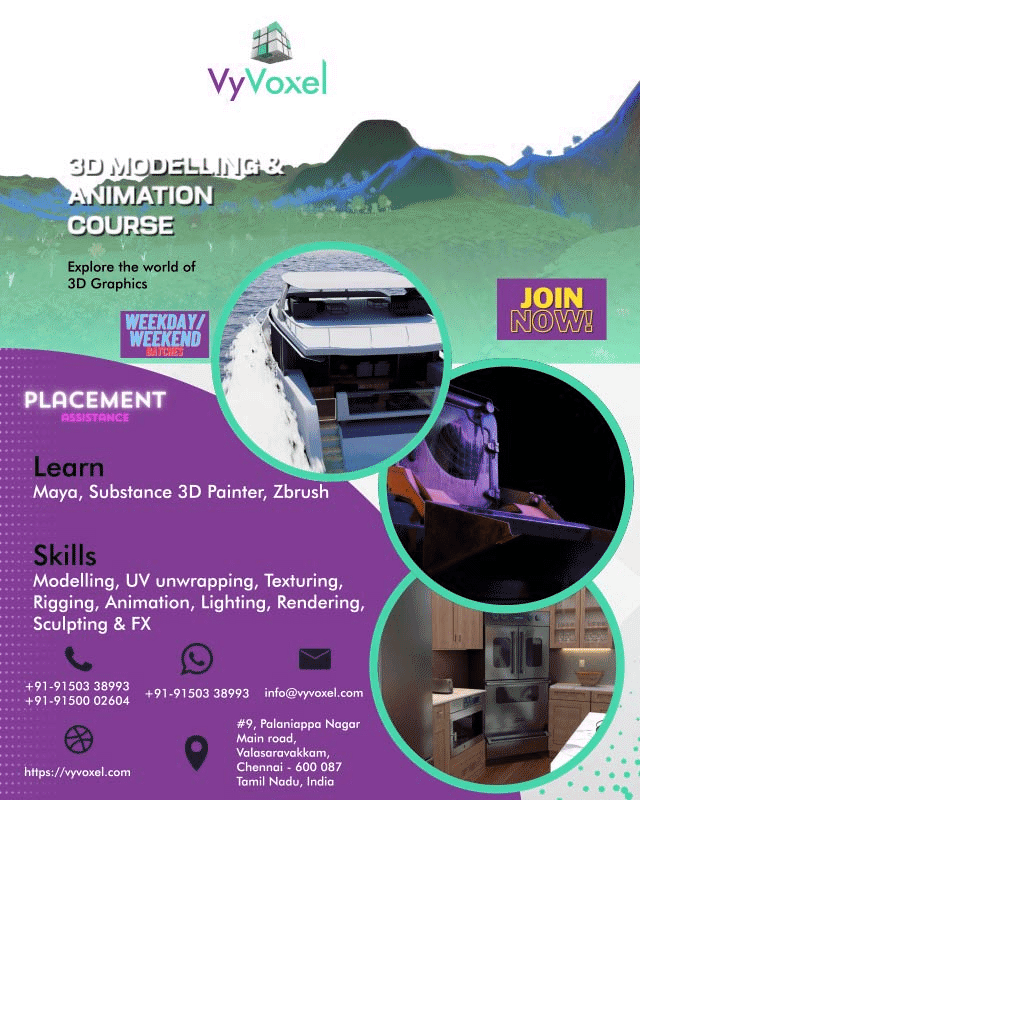 VyVoxel
3D MODELLING &
ANIMATION
COURSE
Explore the world of
3D Graphics
WEEKDAY/
WEEKEND
BATCHES
JOIN
NOW!
PLACEMENT
ASSISTANCE
Learn
Maya, Substance 3D Painter, Zbrush
Skills
Modelling, UV unwrapping, Texturing,
Rigging, Animation, Lighting, Rendering,
Sculpting & FX
+91-91503 38993
+91-91500 02604
+91-91503 38993
info@vyvoxel.com
https://vyvoxel.com
#9, Palaniappa Nagar
Main road,
Valasaravakkam,
Chennai - 600 087
Tamil Nadu, India